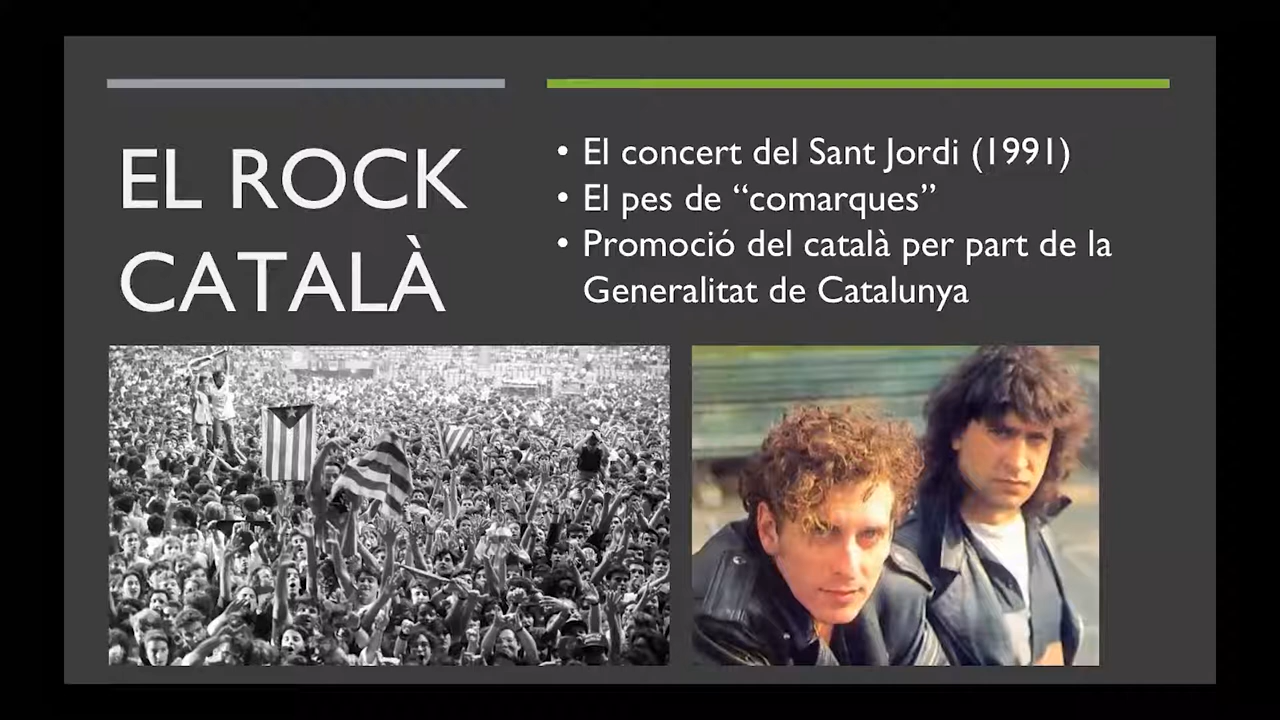 EL ROCK
CATALÀ
• El concert del Sant Jordi (1991)
• El pes de “comarques”
• Promoció del català per part de la
Generalitat de Catalunya